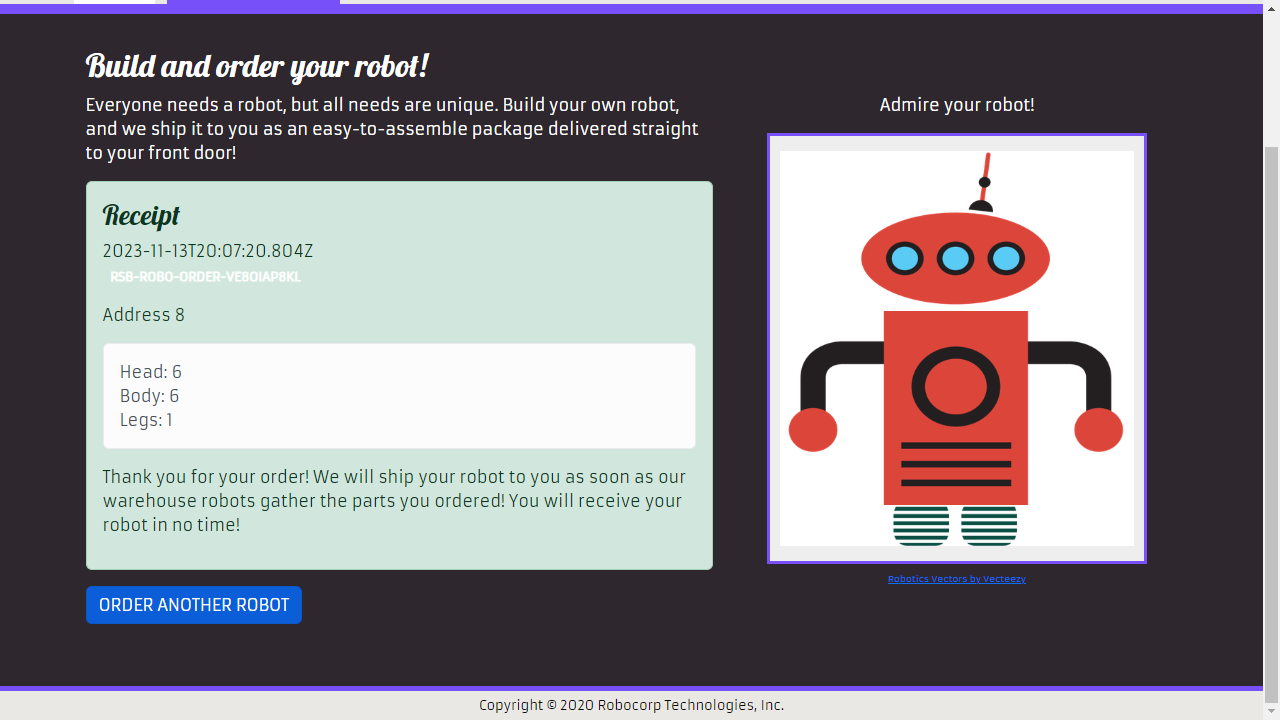 Build and order your robot!
Everyone needs a robot, but all needs are unique. Build your own robot,
and we ship it to you as an easy-to-assemble package delivered straight
to your front door!
Receipt
2023-11-13T20:07:20.804Z
RSB-ROBO-ORDER-VE8OIAP8KL
Address 8
Head: 6
Body: 6
Legs: 1
Thank you for your order! We will ship your robot to you as soon as our
warehouse robots gather the parts you ordered! You will receive your
robot in no time!
ORDER ANOTHER ROBOT
Admire your robot!
Robotics Vectors by Vecteezy
Copyright © 2020 Robocorp Technologies, Inc.